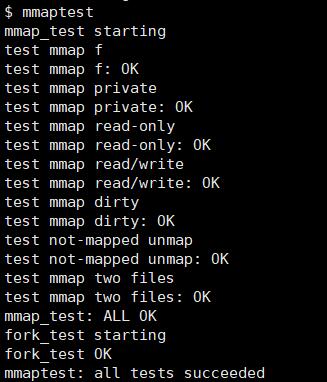 $ mmaptest
mmap_test starting
test mmap f
test mmap f: OK
test mmap private
test mmap private: OK
test mmap read-only
test mmap read-only: OK
test mmap read/write
test mmap read/write: OK
test mmap dirty
test mmap dirty: OK
test not-mapped unmap
test not-mapped unmap: OK
test mmap two files
test mmap two files: OK
mmap_test: ALL OK
fork_test starting
fork_test OK
mmaptest: all tests succeeded